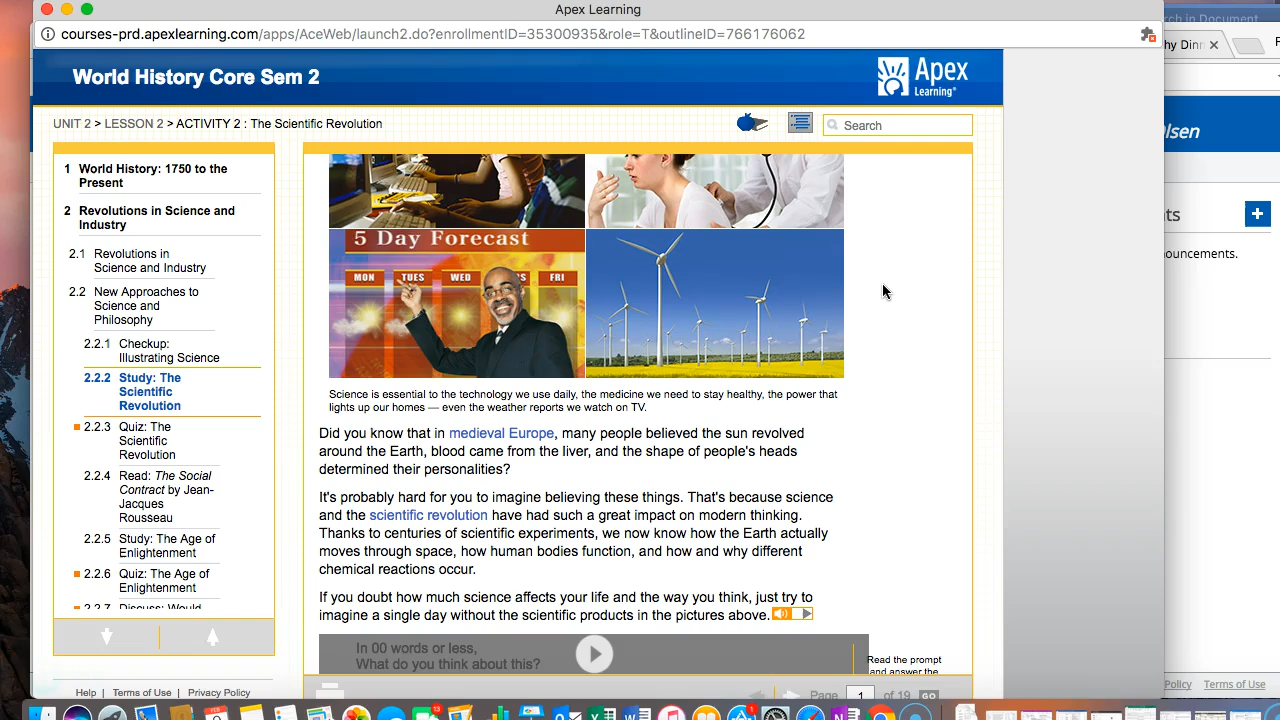 Apex Learning
courses-prd.apexlearning.com/apps/AceWeb/launch2.do?enrolmentID=35300935&role=T&outlineID=766176062
rch in Document
hy Dinn
World History Core Sem 2
Apex
Learning®
lsen
UNIT 2 > LESSON 2 > ACTIVITY 2 : The Scientific Revolution
Search
1 World History: 1750 to the
Present
2 Revolutions in Science and
Industry
2.1 Revolutions in
Science and Industry
2.2 New Approaches to
Science and
Philosophy
2.2.1 Checkup:
Illustrating Science
2.2.2 Study: The
Scientific
Revolution
2.2.3 Quiz: The
Scientific
Revolution
2.2.4 Read: The Social
Contract by Jean-
Jacques
Rousseau
2.2.5 Study: The Age of
Enlightenment
2.2.6 Quiz: The Age of
Enlightenment
2.2.7 Discuss: Would
5 Day Forecast
MON TUES WED S FRI
Science is essential to the technology we use daily, the medicine we need to stay healthy, the power that
lights up our homes — even the weather reports we watch on TV.
Did you know that in medieval Europe, many people believed the sun revolved
around the Earth, blood came from the liver, and the shape of people's heads
determined their personalities?
It's probably hard for you to imagine believing these things. That's because science
and the scientific revolution have had such a great impact on modern thinking.
Thanks to centuries of scientific experiments, we now know how the Earth actually
moves through space, how human bodies function, and how and why different
chemical reactions occur.
If you doubt how much science affects your life and the way you think, just try to
imagine a single day without the scientific products in the pictures above.
In 00 words or less,
What do you think about this?
Read the prompt
and answer the
Page 1 of 19 GO
Help | Terms of Use | Privacy Policy
ts
ouncements.
Policy Terms of Use